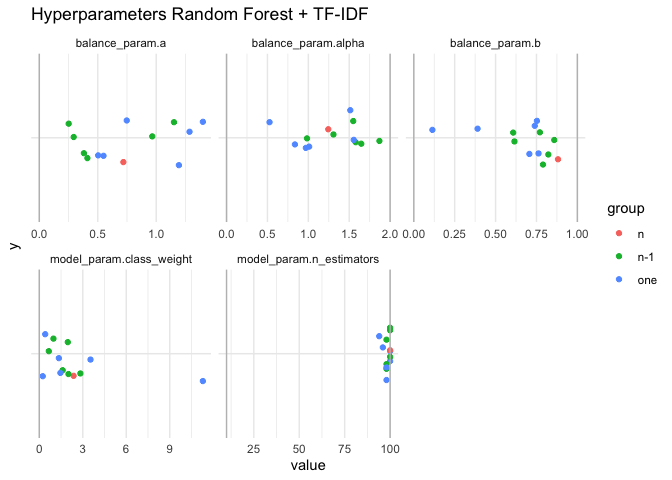 Hyperparameters Random Forest + TF-IDF
balance_param.a balance_param.alpha balance_param.b
0.0 0.5 1.0 0.0 0.5 1.0 1.5 2.0 0.00 0.25 0.50 0.75 1.00
y
model_param.class_weight model_param.n_estimators
0 3 6 9 25 50 75 100
value
group
n
n-1
one